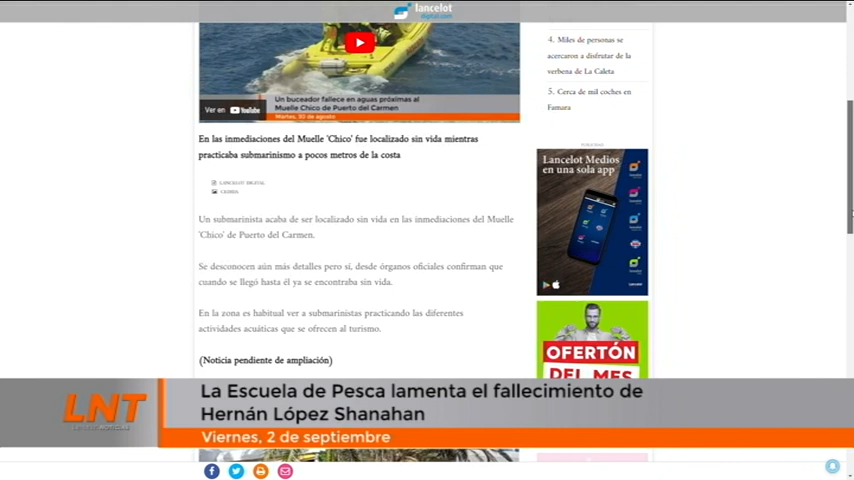 lancelot
digital.com
4. Miles de personas se
acercaron a disfrutar de la
verbena de La Caleta
5. Cerca de mil coches en
Famara
Ver en YouTube
Un buceador fallece en aguas próximas al
Muelle Chico de Puerto del Carmen
Martes, 30 de agosto
En las inmediaciones del Muelle 'Chico' fue localizado sin vida mientras
practicaba submarinismo a pocos metros de la costa
LANCELOT DIGITAL
CEDIDA
Un submarinista acaba de ser localizado sin vida en las inmediaciones del Muelle
'Chico' de Puerto del Carmen.
Se desconocen aún más detalles pero sí, desde órganos oficiales confirman que
cuando se llegó hasta él ya se encontraba sin vida.
En la zona es habitual ver a submarinistas practicando las diferentes
actividades acuáticas que se ofrecen al turismo.
(Noticia pendiente de ampliación)
PUBLICIDAD
Lancelot Medios
en una sola app
OFERTÓN
DEL MES
LNT
La Escuela de Pesca lamenta el fallecimiento de
Hernán López Shanahan
Viernes, 2 de septiembre